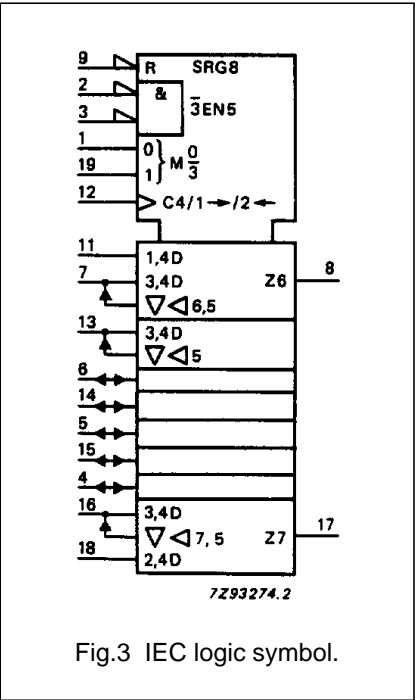 9 R SRG8
2 &
3 3̅EN5
1 0
19 1 } M 0/3
12 C4/1→/2←
11 1,4D
7 3,4D Z6 8
▽ ◁ 6,5
13 3,4D
▽ ◁ 5
6
14
5
15
4
16 3,4D
▽ ◁ 7,5 Z7 17
18 2,4D
7Z93274.2
Fig.3 IEC logic symbol.